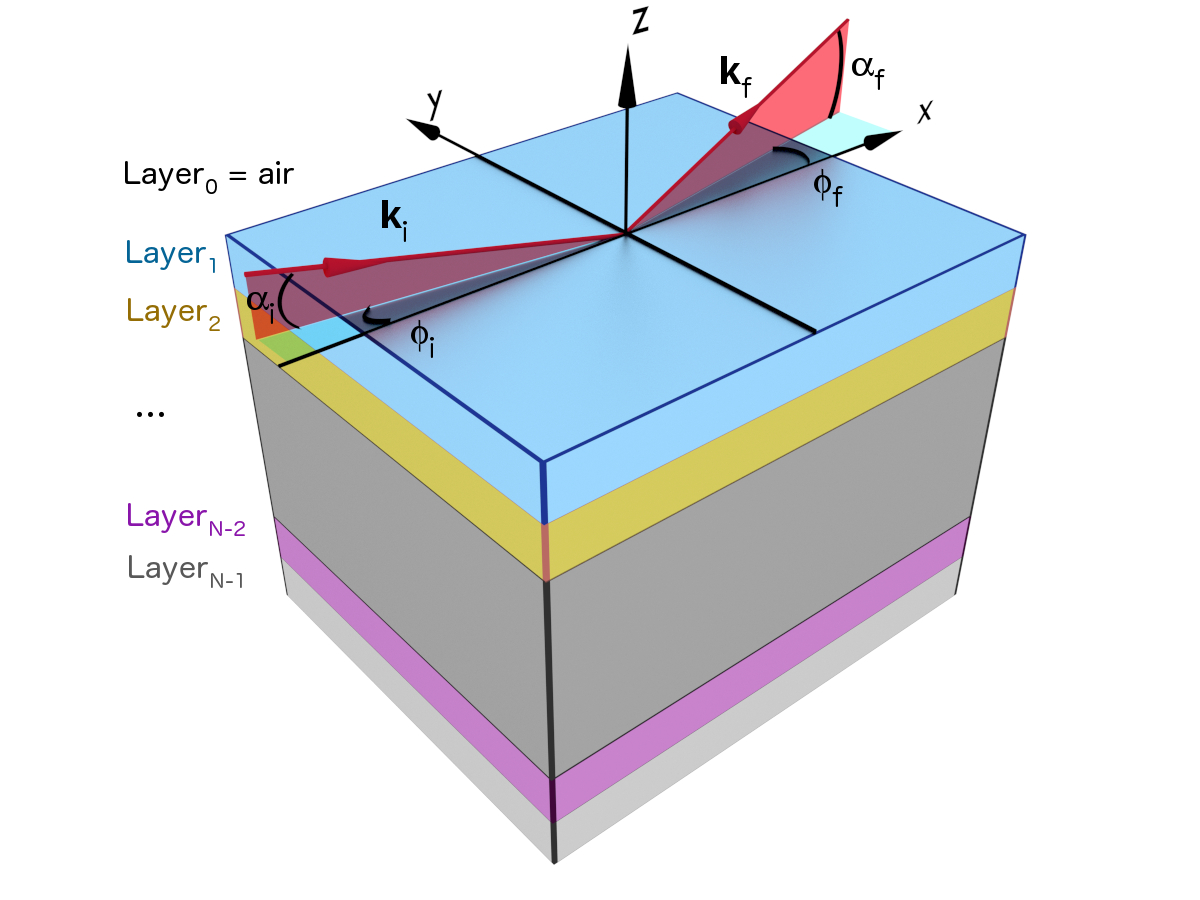 z
k_f
α_f
y
x
Layer_0 = air
ϕ_f
k_i
Layer_1
α_i
Layer_2
ϕ_i
...
Layer_N-2
Layer_N-1